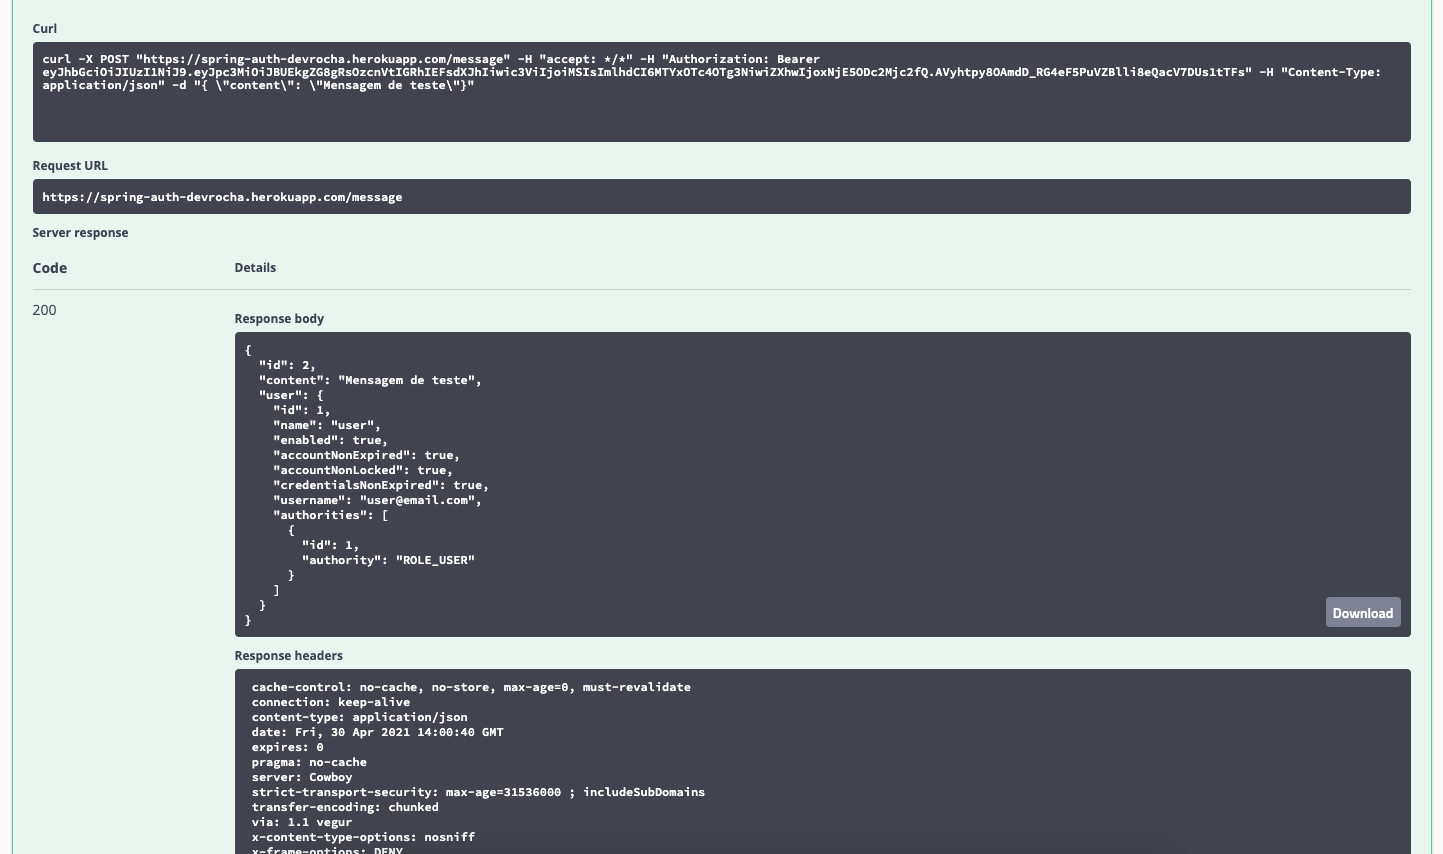 Curl
curl -X POST "https://spring-auth-devrocha.herokuapp.com/message" -H "accept: */*" -H "Authorization: Bearer
eyJhbGciOiJIUzI1NiJ9.eyJpc3MiOiJBUEkgZG8gRsOzcnVtIGRhIEFsdXJhIiwic3ViIjoiMSIsImlhdCI6MTYxOTc4OTg3NiwiZXhwIjoxNjE5ODc2Mjc2fQ.AVyhtpy8OAmdD_RG4eF5PuVZBlli8eQacV7DUs1tTFs" -H "Content-Type:
application/json" -d "{ \"content\": \"Mensagem de teste\"}"
Request URL
https://spring-auth-devrocha.herokuapp.com/message
Server response
Code Details
200
Response body
{
"id": 2,
"content": "Mensagem de teste",
"user": {
"id": 1,
"name": "user",
"enabled": true,
"accountNonExpired": true,
"accountNonLocked": true,
"credentialsNonExpired": true,
"username": "user@email.com",
"authorities": [
{
"id": 1,
"authority": "ROLE_USER"
}
]
}
}
Download
Response headers
cache-control: no-cache, no-store, max-age=0, must-revalidate
connection: keep-alive
content-type: application/json
date: Fri, 30 Apr 2021 14:00:40 GMT
expires: 0
pragma: no-cache
server: Cowboy
strict-transport-security: max-age=31536000 ; includeSubDomains
transfer-encoding: chunked
via: 1.1 vegur
x-content-type-options: nosniff
x-frame-options: DENY